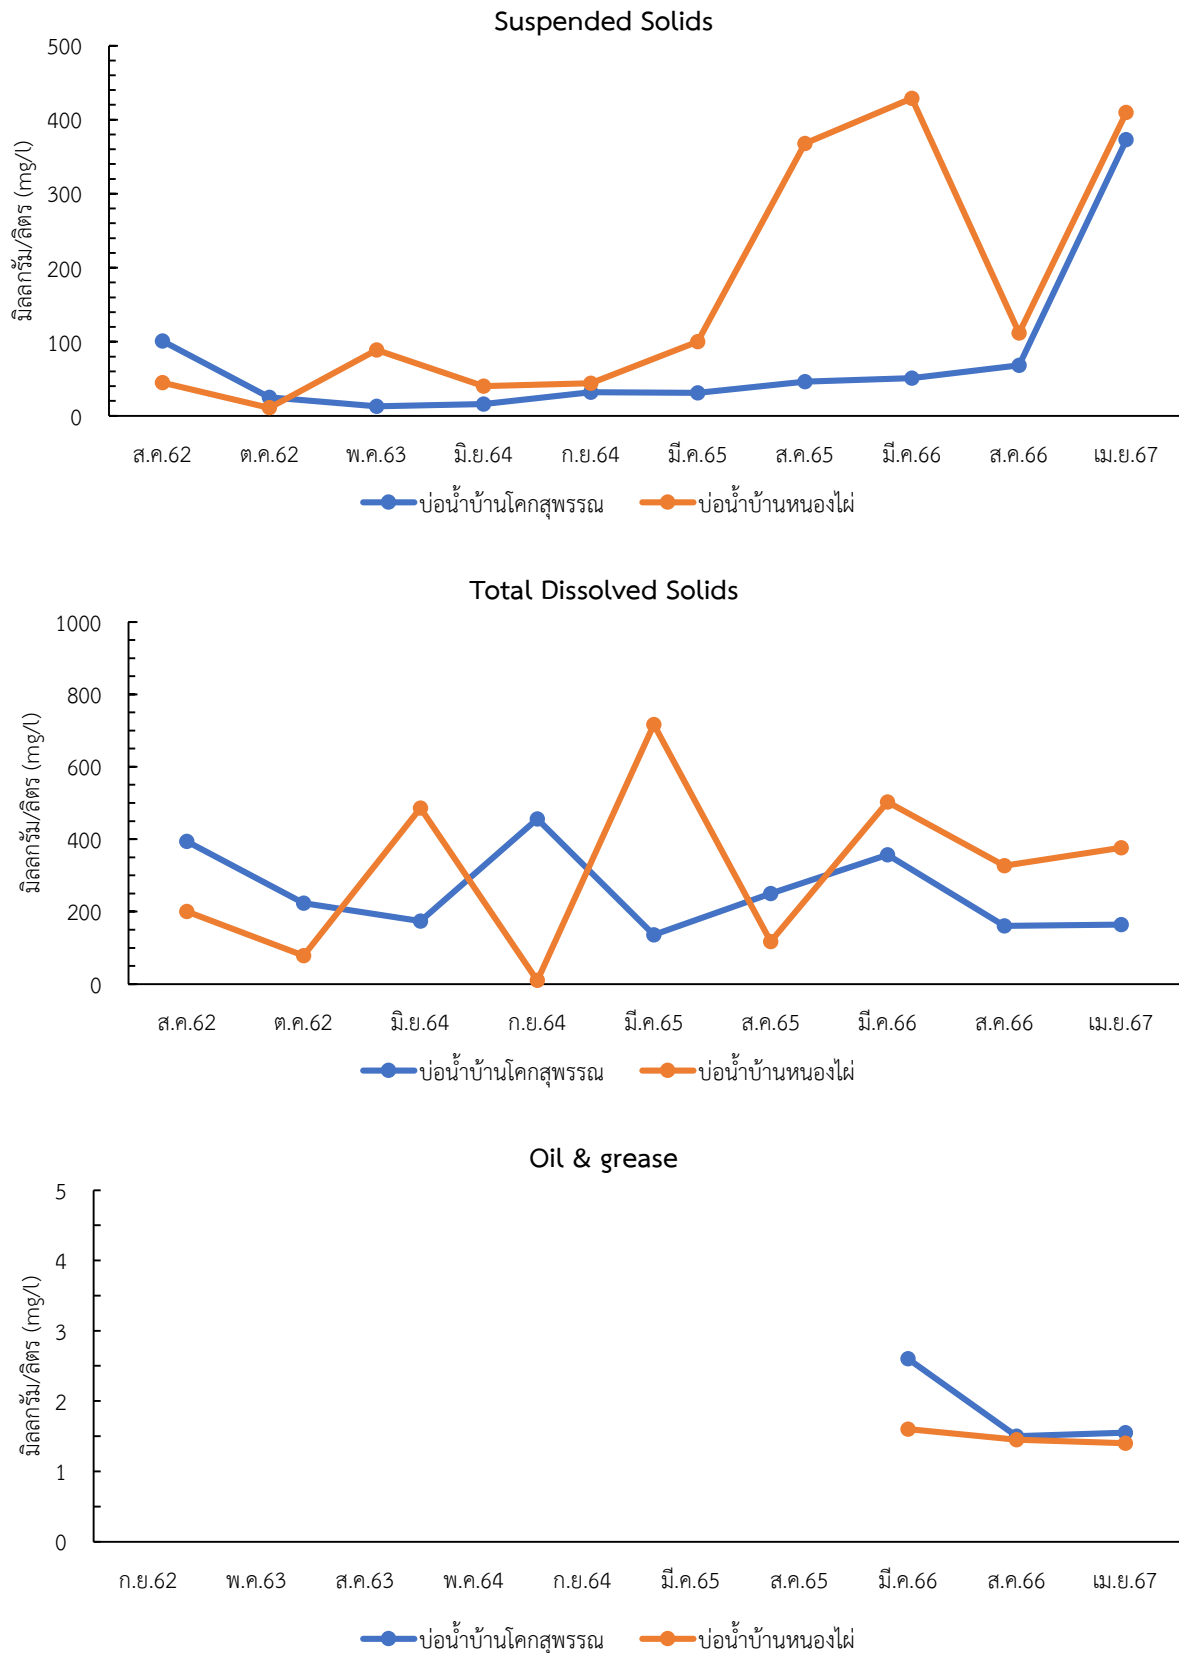 Suspended Solids
500
400
300
200
100
0
มิลลกรัม/ลิตร (mg/l)
ส.ค.62 ต.ค.62 พ.ค.63 มิ.ย.64 ก.ย.64 มี.ค.65 ส.ค.65 มี.ค.66 ส.ค.66 เม.ย.67
บ่อน้ำบ้านโคกสุพรรณ บ่อน้ำบ้านหนองไผ่
Total Dissolved Solids
1000
800
600
400
200
0
มิลลกรัม/ลิตร (mg/l)
ส.ค.62 ต.ค.62 มิ.ย.64 ก.ย.64 มี.ค.65 ส.ค.65 มี.ค.66 ส.ค.66 เม.ย.67
บ่อน้ำบ้านโคกสุพรรณ บ่อน้ำบ้านหนองไผ่
Oil & grease
5
4
3
2
1
0
มิลลกรัม/ลิตร (mg/l)
ก.ย.62 พ.ค.63 ส.ค.63 พ.ค.64 ก.ย.64 มี.ค.65 ส.ค.65 มี.ค.66 ส.ค.66 เม.ย.67
บ่อน้ำบ้านโคกสุพรรณ บ่อน้ำบ้านหนองไผ่